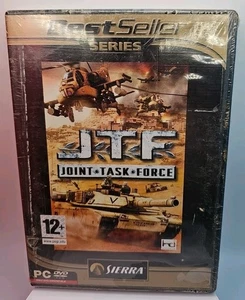 BestSeller
SERIES
JTF
JOINT TASK FORCE
12+
PC DVD
SIERRA